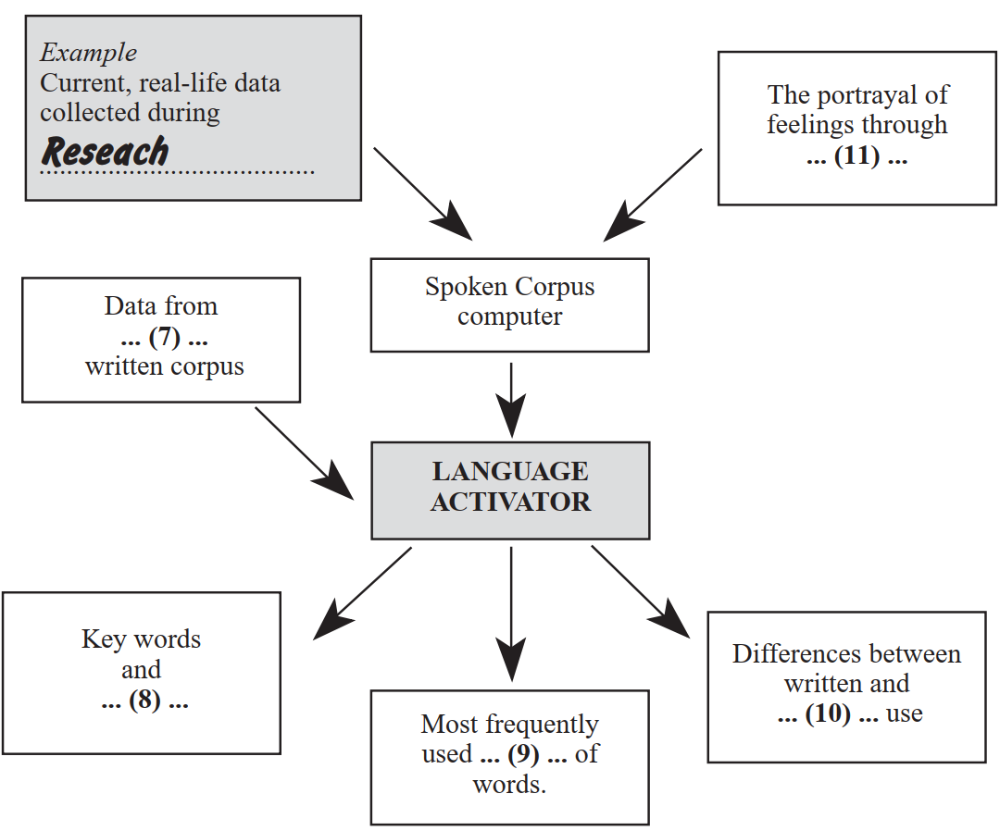 Example
Current, real-life data
collected during
Reseach
........................................
The portrayal of
feelings through
... (11) ...
Spoken Corpus
computer
Data from
... (7) ...
written corpus
LANGUAGE
ACTIVATOR
Key words
and
... (8) ...
Most frequently
used ... (9) ... of
words.
Differences between
written and
... (10) ... use